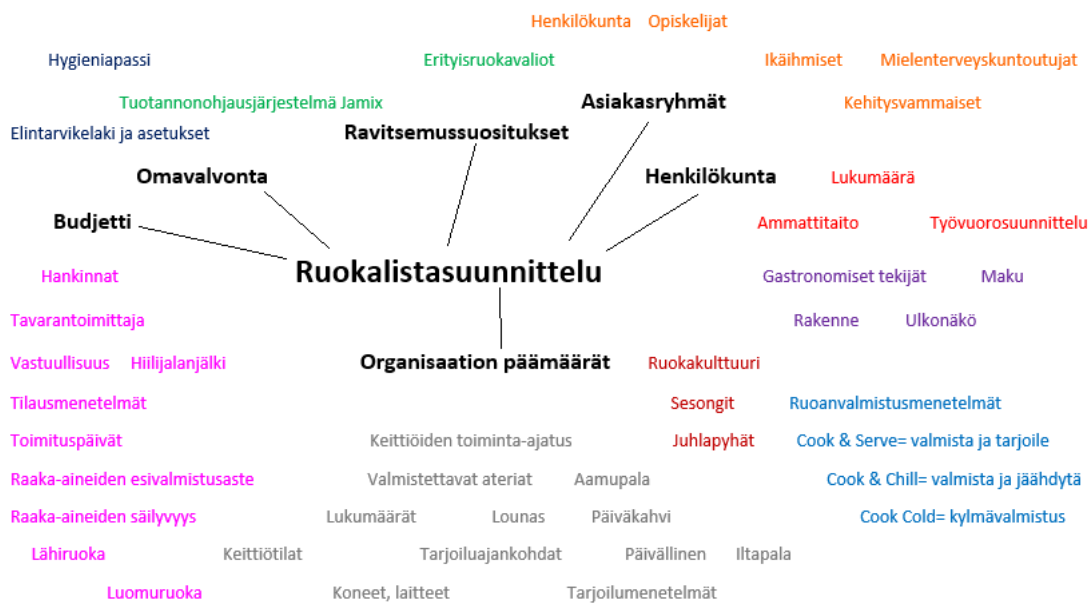 Henkilökunta Opiskelijat
Hygieniapassi Erityisruokavaliot Ikäihmiset Mielenterveyskuntoutujat
Tuotannonohjausjärjestelmä Jamix Asiakasryhmät Kehitysvammaiset
Elintarvikelaki ja asetukset Ravitsemussuositukset
Omavalvonta Henkilökunta Lukumäärä
Budjetti Ammattitaito Työvuorosuunnittelu
Hankinnat Ruokalistasuunnittelu Gastronomiset tekijät Maku
Tavarantoimittaja Rakenne Ulkonäkö
Vastuullisuus Hiilijalanjälki Organisaation päämäärät Ruokakulttuuri
Tilausmenetelmät Sesongit Ruoanvalmistusmenetelmät
Toimituspäivät Keittiöiden toiminta-ajatus Juhlapyhät Cook & Serve= valmista ja tarjoile
Raaka-aineiden esivalmistusaste Valmistettavat ateriat Aamupala Cook & Chill= valmista ja jäähdytä
Raaka-aineiden säilyvyys Lukumäärät Lounas Päiväkahvi Cook Cold= kylmävalmistus
Lähiruoka Keittiötilat Tarjoiluajankohdat Päivällinen Iltapala
Luomuruoka Koneet, laitteet Tarjoilumenetelmät